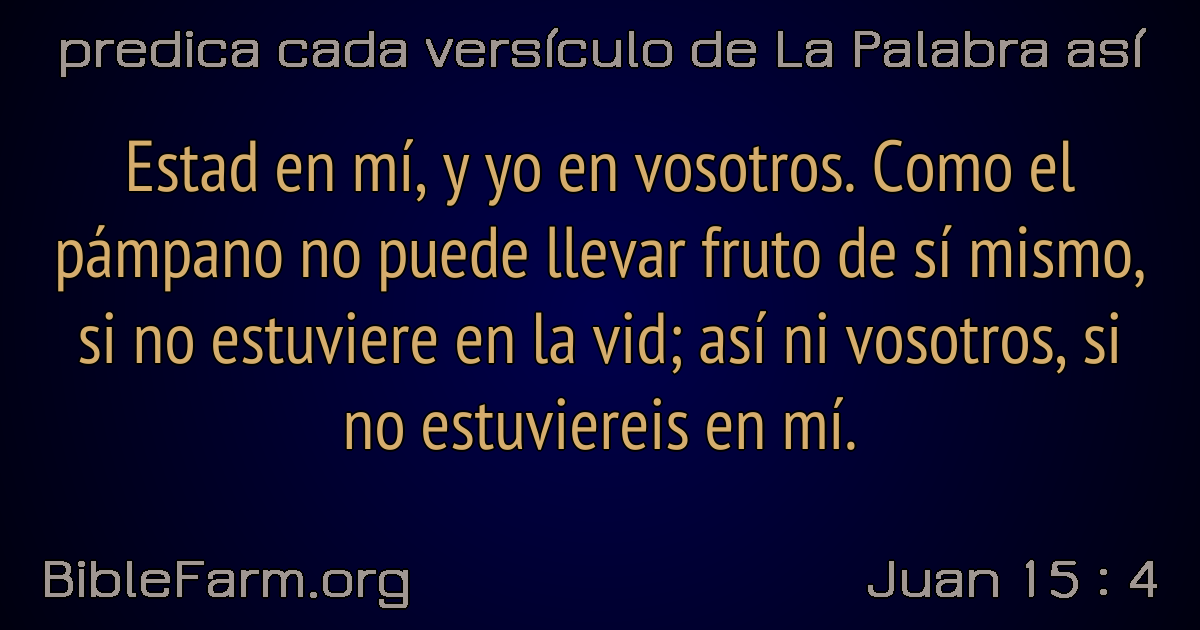 predica cada versículo de La Palabra así
Estad en mí, y yo en vosotros. Como el
pámpano no puede llevar fruto de sí mismo,
si no estuviere en la vid; así ni vosotros, si
no estuviereis en mí.
BibleFarm.org
Juan 15 : 4